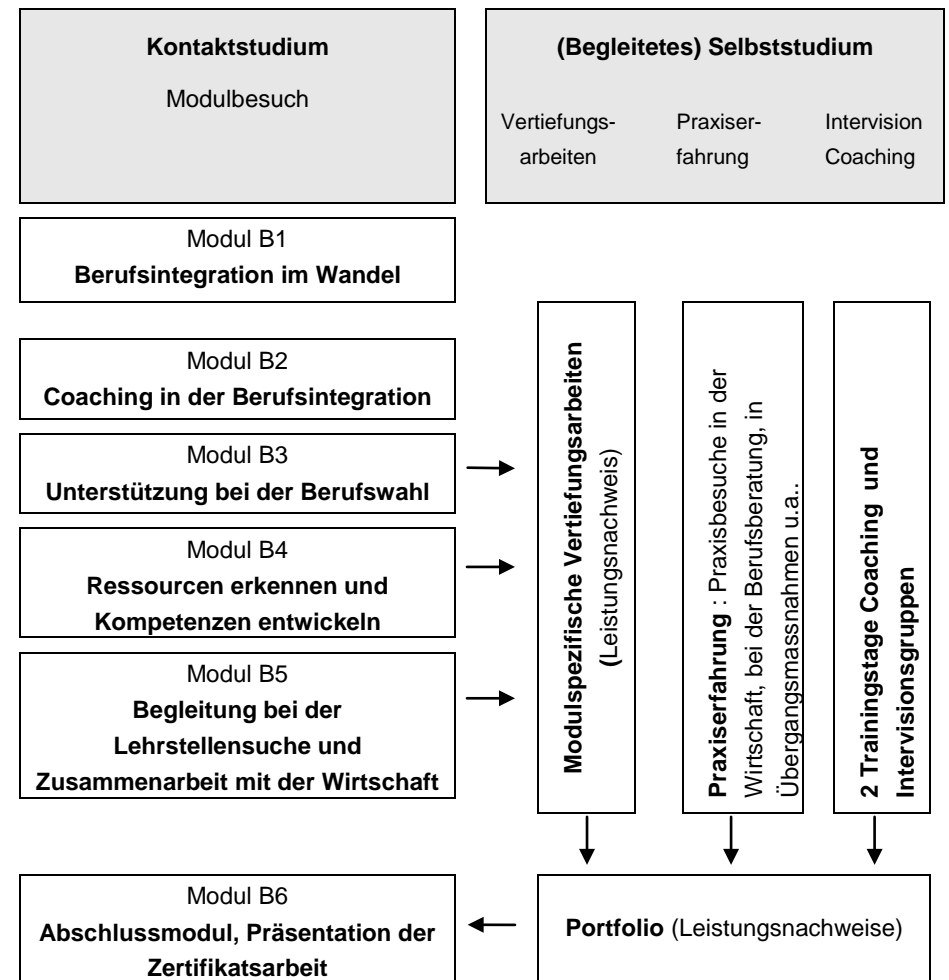 Kontaktstudium
Modulbesuch
(Begleitetes) Selbststudium
Vertiefungs-
arbeiten
Praxiser-
fahrung
Intervision
Coaching
Modul B1
Berufsintegration im Wandel
Modul B2
Coaching in der Berufsintegration
Modul B3
Unterstützung bei der Berufswahl
Modul B4
Ressourcen erkennen und
Kompetenzen entwickeln
Modul B5
Begleitung bei der
Lehrstellensuche und
Zusammenarbeit mit der Wirtschaft
Modulspezifische Vertiefungsarbeiten
(Leistungsnachweis)
Praxiserfahrung : Praxisbesuche in der
Wirtschaft, bei der Berufsberatung, in
Übergangsmassnahmen u.a..
2 Trainingstage Coaching und
Intervisionsgruppen
Modul B6
Abschlussmodul, Präsentation der
Zertifikatsarbeit
Portfolio (Leistungsnachweise)